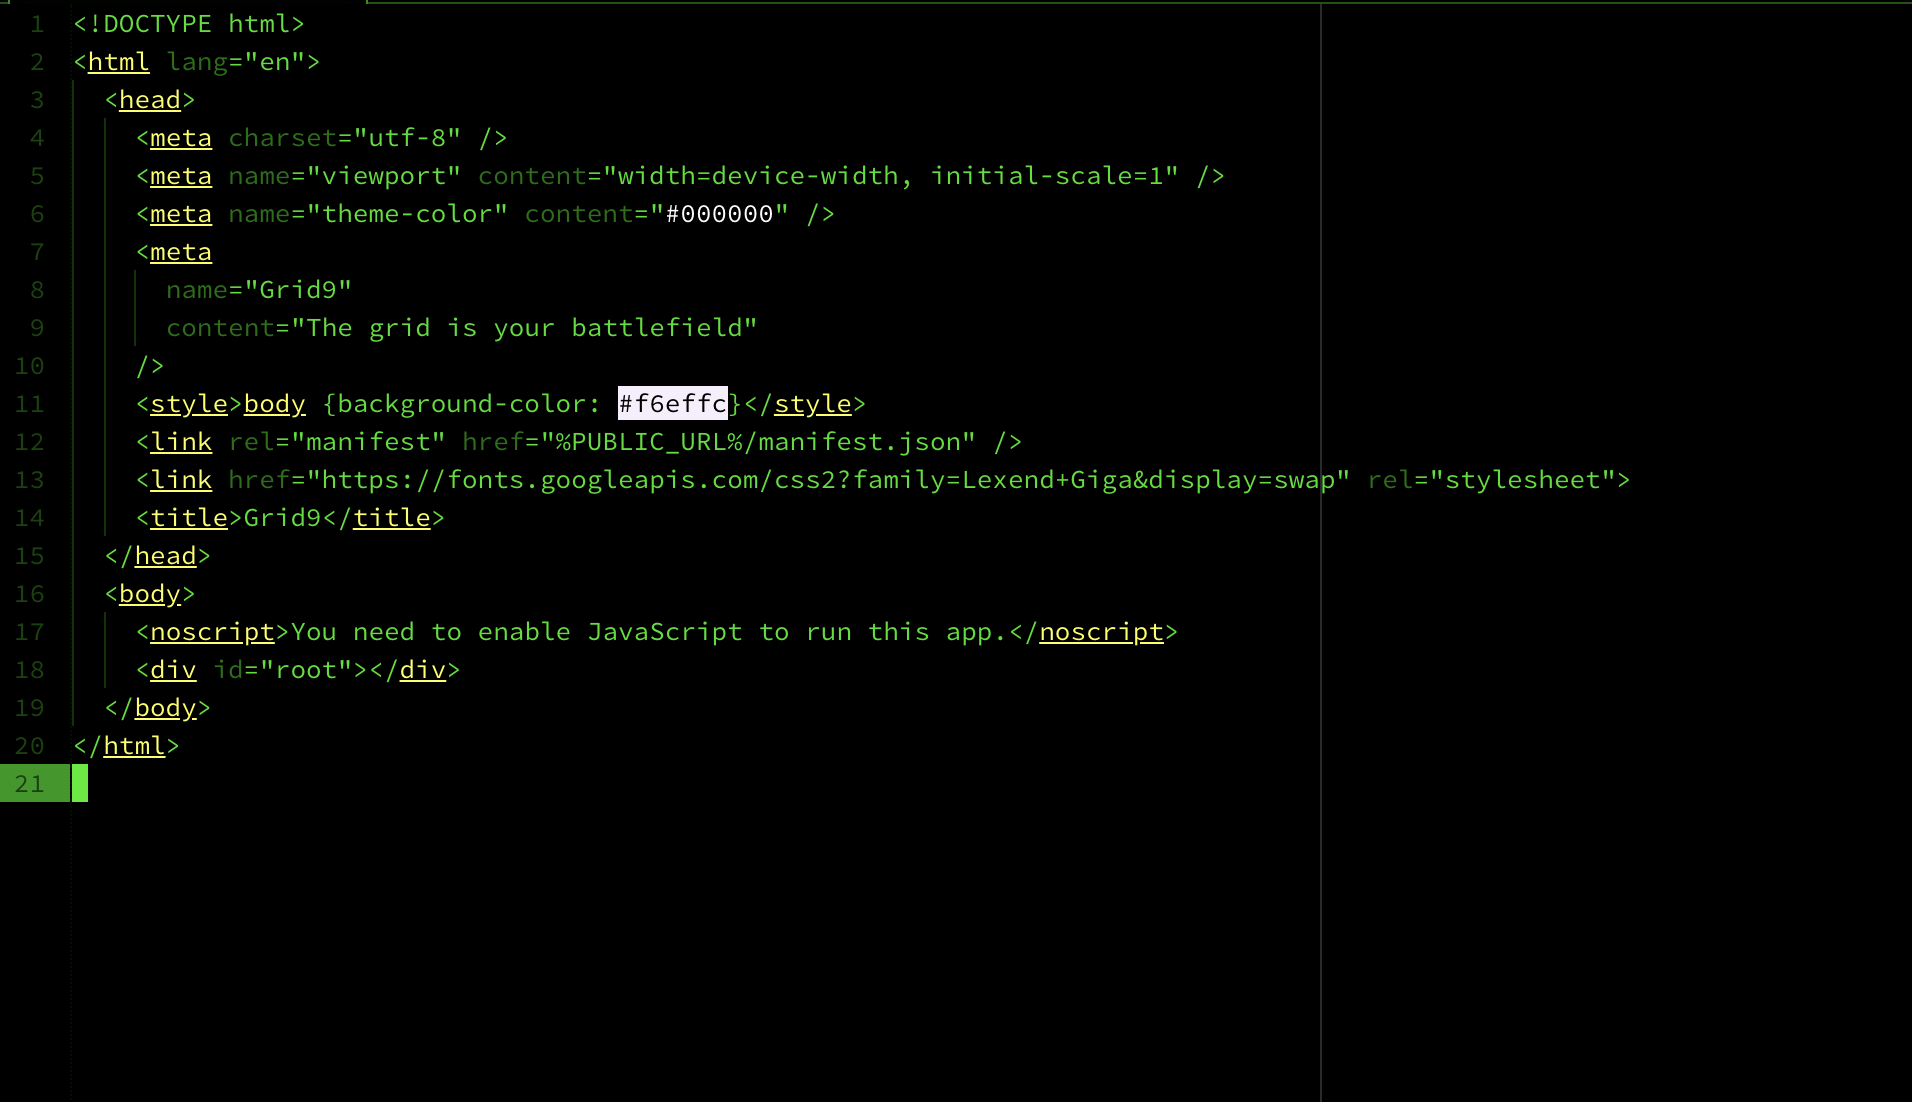 1 <!DOCTYPE html>
2 <html lang="en">
3 <head>
4 <meta charset="utf-8" />
5 <meta name="viewport" content="width=device-width, initial-scale=1" />
6 <meta name="theme-color" content="#000000" />
7 <meta
8 name="Grid9"
9 content="The grid is your battlefield"
10 />
11 <style>body {background-color: #f6effc}</style>
12 <link rel="manifest" href="%PUBLIC_URL%/manifest.json" />
13 <link href="https://fonts.googleapis.com/css2?family=Lexend+Giga&display=swap" rel="stylesheet">
14 <title>Grid9</title>
15 </head>
16 <body>
17 <noscript>You need to enable JavaScript to run this app.</noscript>
18 <div id="root"></div>
19 </body>
20 </html>
21